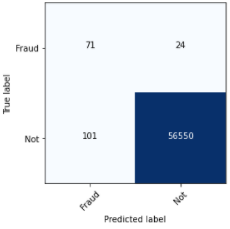 Fraud 71 24
True label
Not 101 56550
Fraud Not
Predicted label